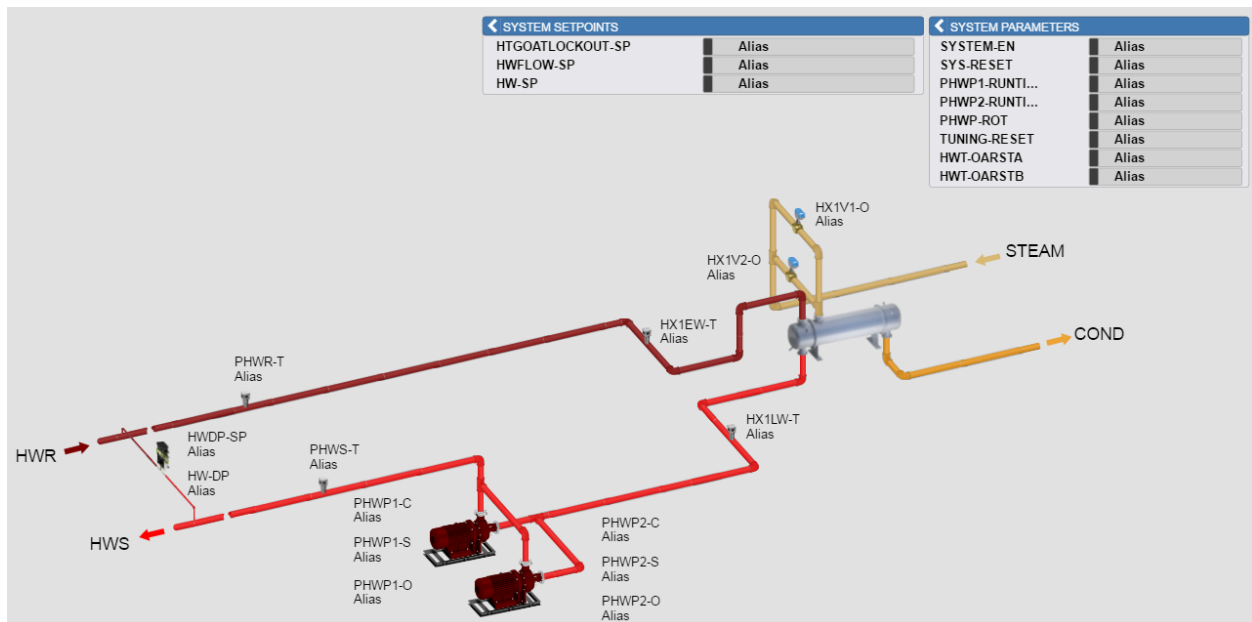 SYSTEM SETPOINTS
HTGOATLOCKOUT-SP Alias
HWFLOW-SP Alias
HW-SP Alias
SYSTEM PARAMETERS
SYSTEM-EN Alias
SYS-RESET Alias
PHWP1-RUNTI... Alias
PHWP2-RUNTI... Alias
PHWP-ROT Alias
TUNING-RESET Alias
HWT-OARSTA Alias
HWT-OARSTB Alias
HX1V1-O
Alias
HX1V2-O
Alias
STEAM
HX1EW-T
Alias
COND
PHWR-T
Alias
HX1LW-T
Alias
HWR
HWDP-SP
Alias
HW-DP
Alias
PHWS-T
Alias
HWS
PHWP1-C
Alias
PHWP1-S
Alias
PHWP1-O
Alias
PHWP2-C
Alias
PHWP2-S
Alias
PHWP2-O
Alias